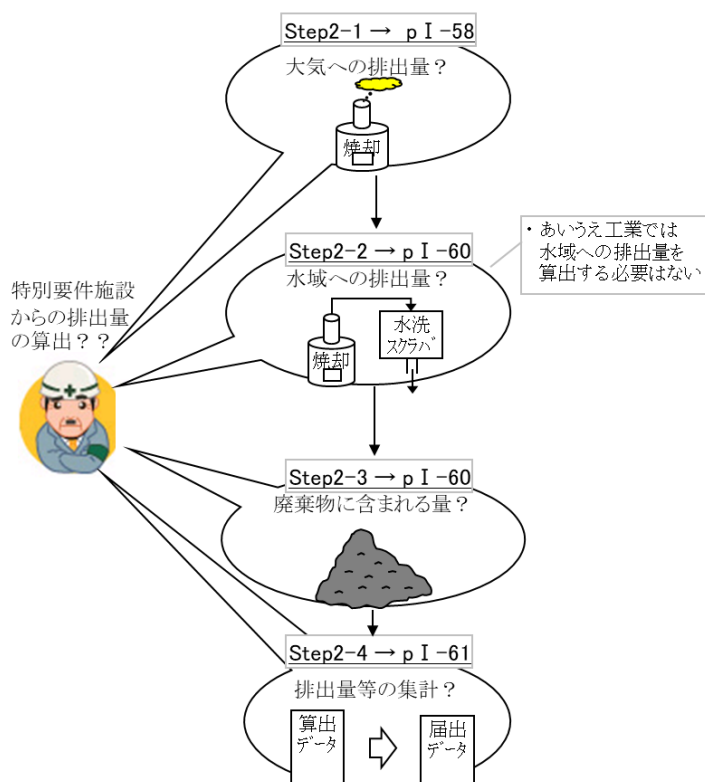 Step2-1 → pⅠ-58
大気への排出量？
焼却
Step2-2 → pⅠ-60
水域への排出量？
・あいうえ工業では
水域への排出量を
算出する必要はない
特別要件施設
からの排出量
の算出？？
焼却
水洗
スクラバﾞ
Step2-3 → pⅠ-60
廃棄物に含まれる量？
Step2-4 → pⅠ-61
排出量等の集計？
算出
データ
届出
データ